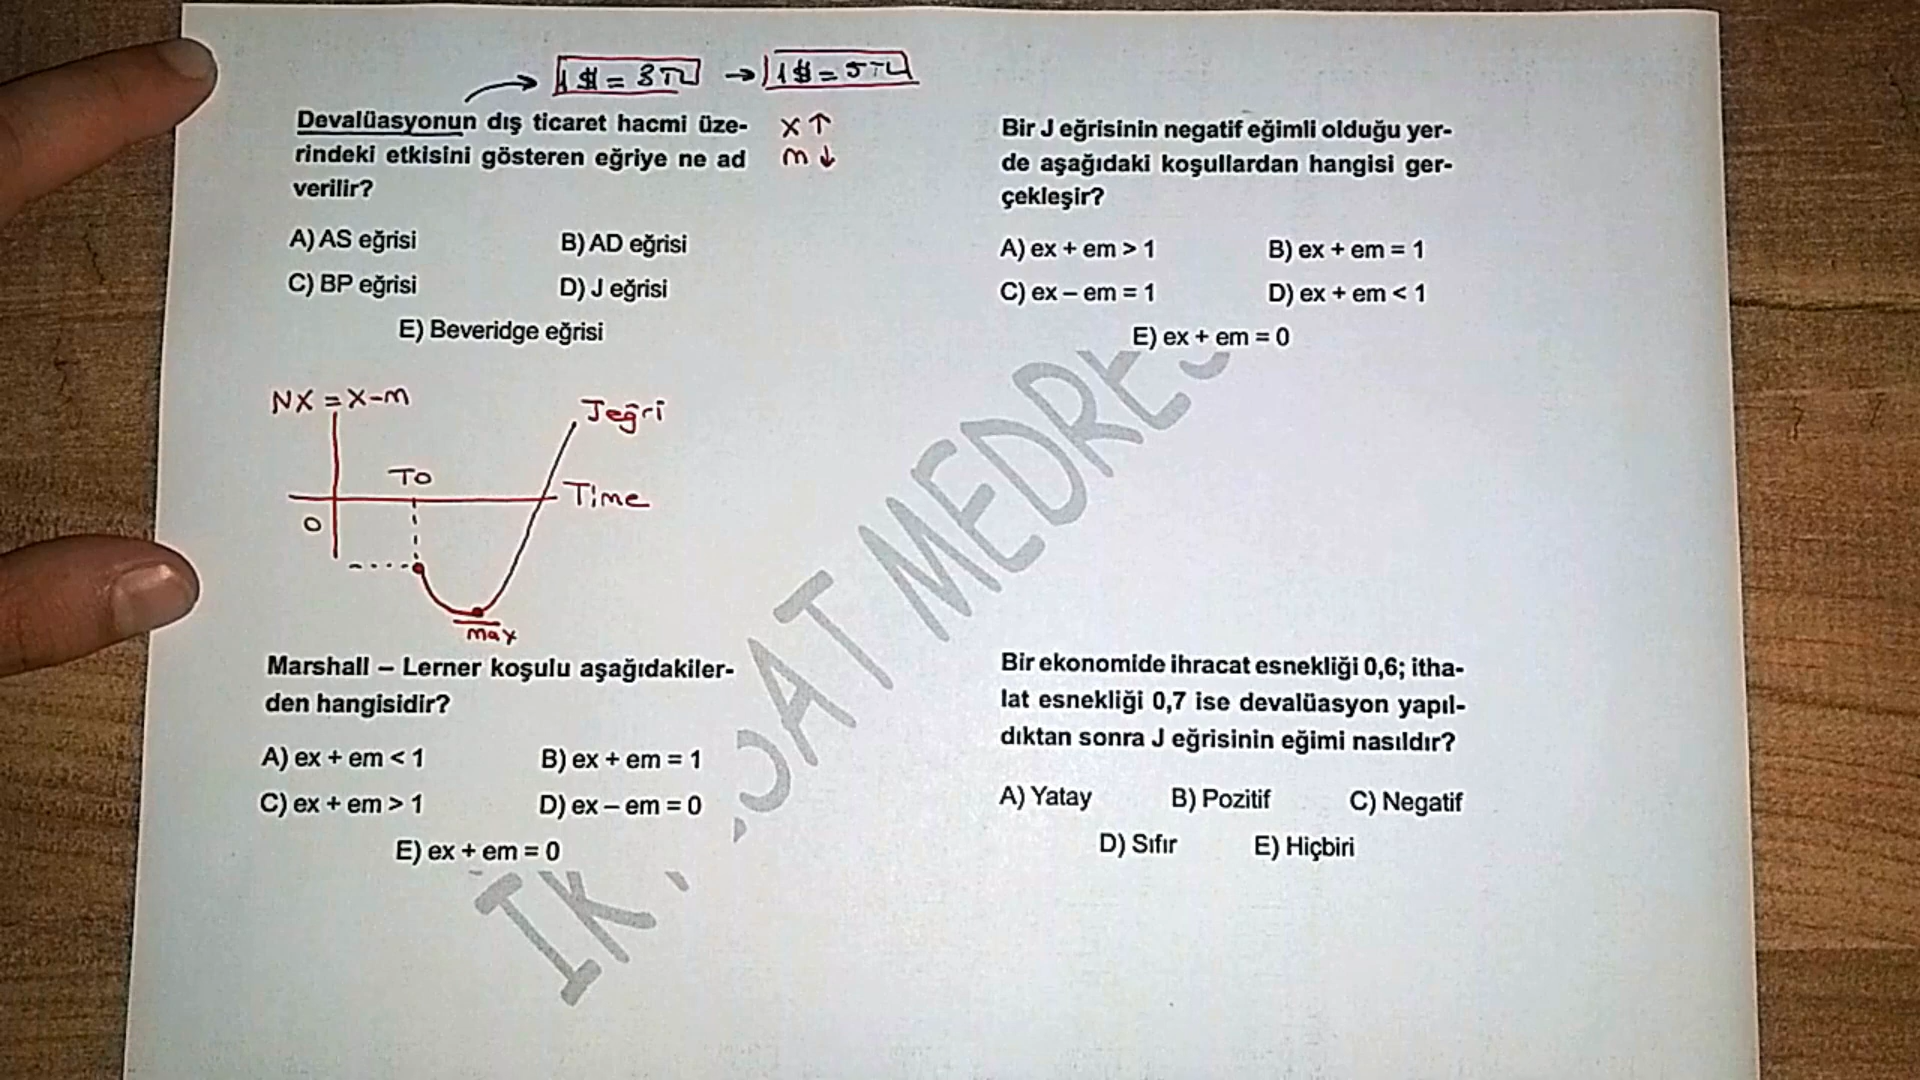 1$ = 3TL → 1$ = 5TL
Devalüasyonun dış ticaret hacmi üze-
rindeki etkisini gösteren eğriye ne ad
verilir?
x ↑
m ↓
A) AS eğrisi
B) AD eğrisi
C) BP eğrisi
D) J eğrisi
E) Beveridge eğrisi
NX = X-M
Jeğri
TO
Time
0
max
Marshall – Lerner koşulu aşağıdakiler-
den hangisidir?
A) ex + em < 1
B) ex + em = 1
C) ex + em > 1
D) ex – em = 0
E) ex + em = 0
Bir J eğrisinin negatif eğimli olduğu yer-
de aşağıdaki koşullardan hangisi ger-
çekleşir?
A) ex + em > 1
B) ex + em = 1
C) ex – em = 1
D) ex + em < 1
E) ex + em = 0
Bir ekonomide ihracat esnekliği 0,6; itha-
lat esnekliği 0,7 ise devalüasyon yapıl-
dıktan sonra J eğrisinin eğimi nasıldır?
A) Yatay
B) Pozitif
C) Negatif
D) Sıfır
E) Hiçbiri